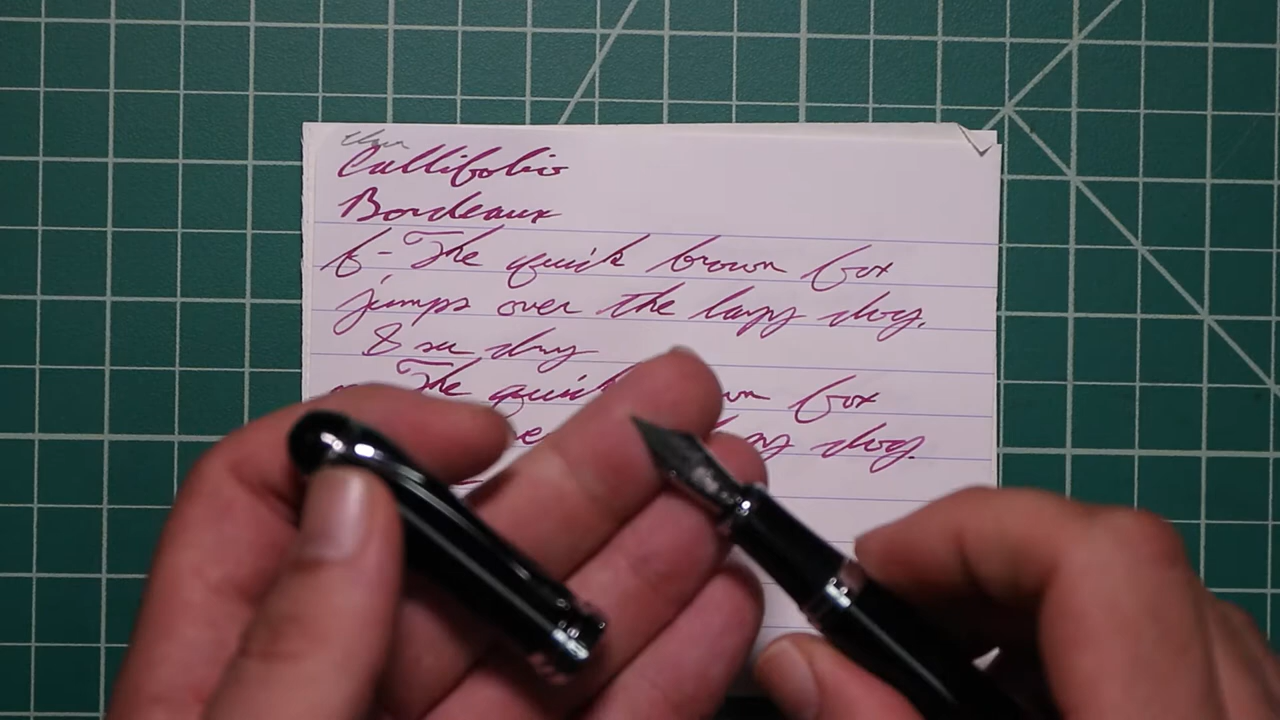 Callifolio
Bordeaux
f- The quick brown fox
jumps over the lazy dog.
8 sec dry
The quick fox
dog.